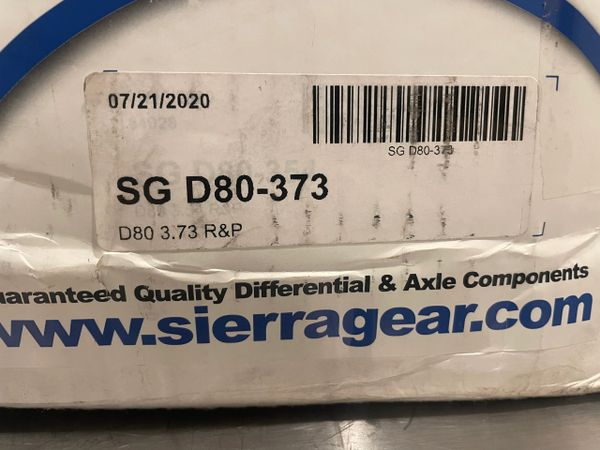 07/21/2020
SG D80-373
SG D80-373
D80 3.73 R&P
uaranteed Quality Differential & Axle Components
www.sierragear.com